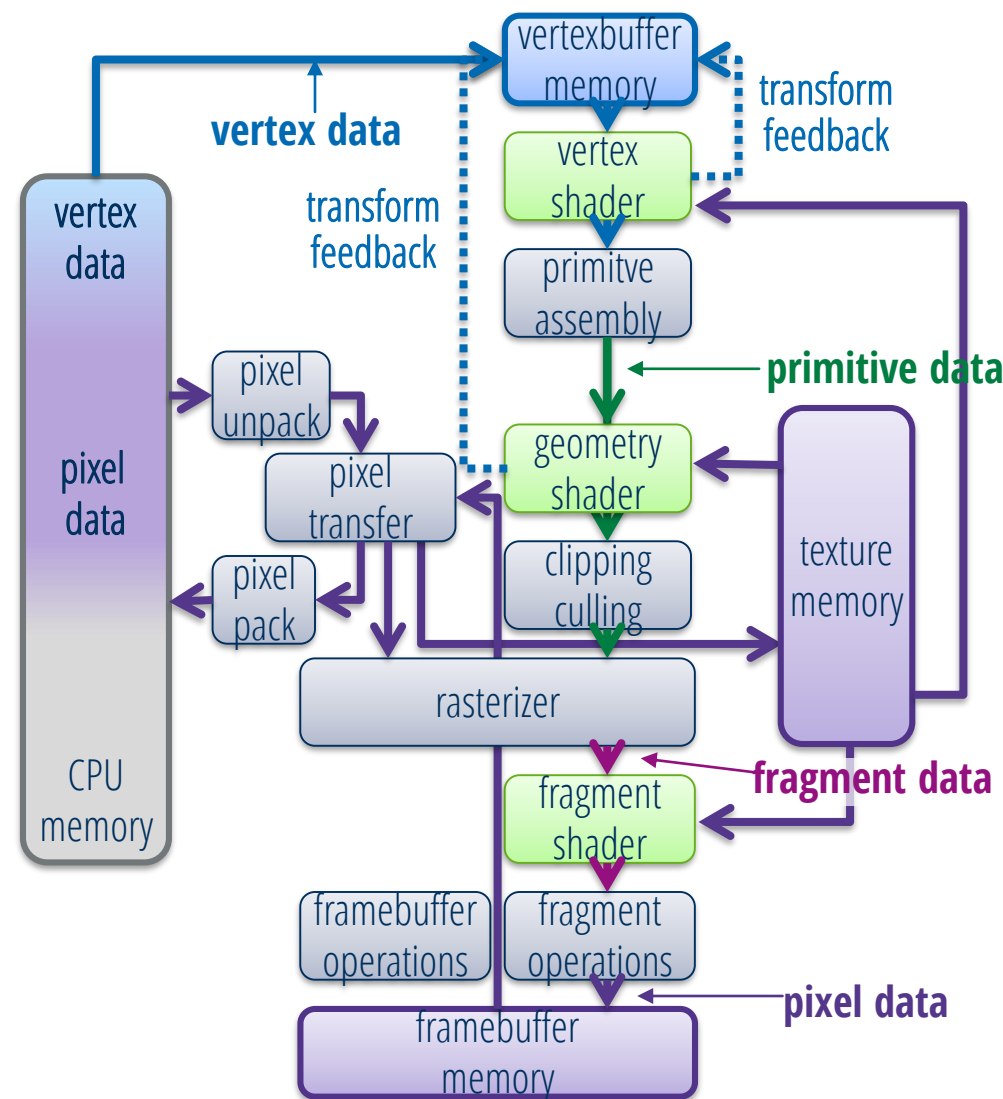 vertexbuffer
memory
transform
feedback
vertex data
vertex
shader
vertex
data
transform
feedback
primitve
assembly
primitive data
pixel
unpack
geometry
shader
pixel
data
pixel
transfer
texture
memory
clipping
culling
pixel
pack
rasterizer
CPU
memory
fragment data
fragment
shader
framebuffer
operations
fragment
operations
pixel data
framebuffer
memory